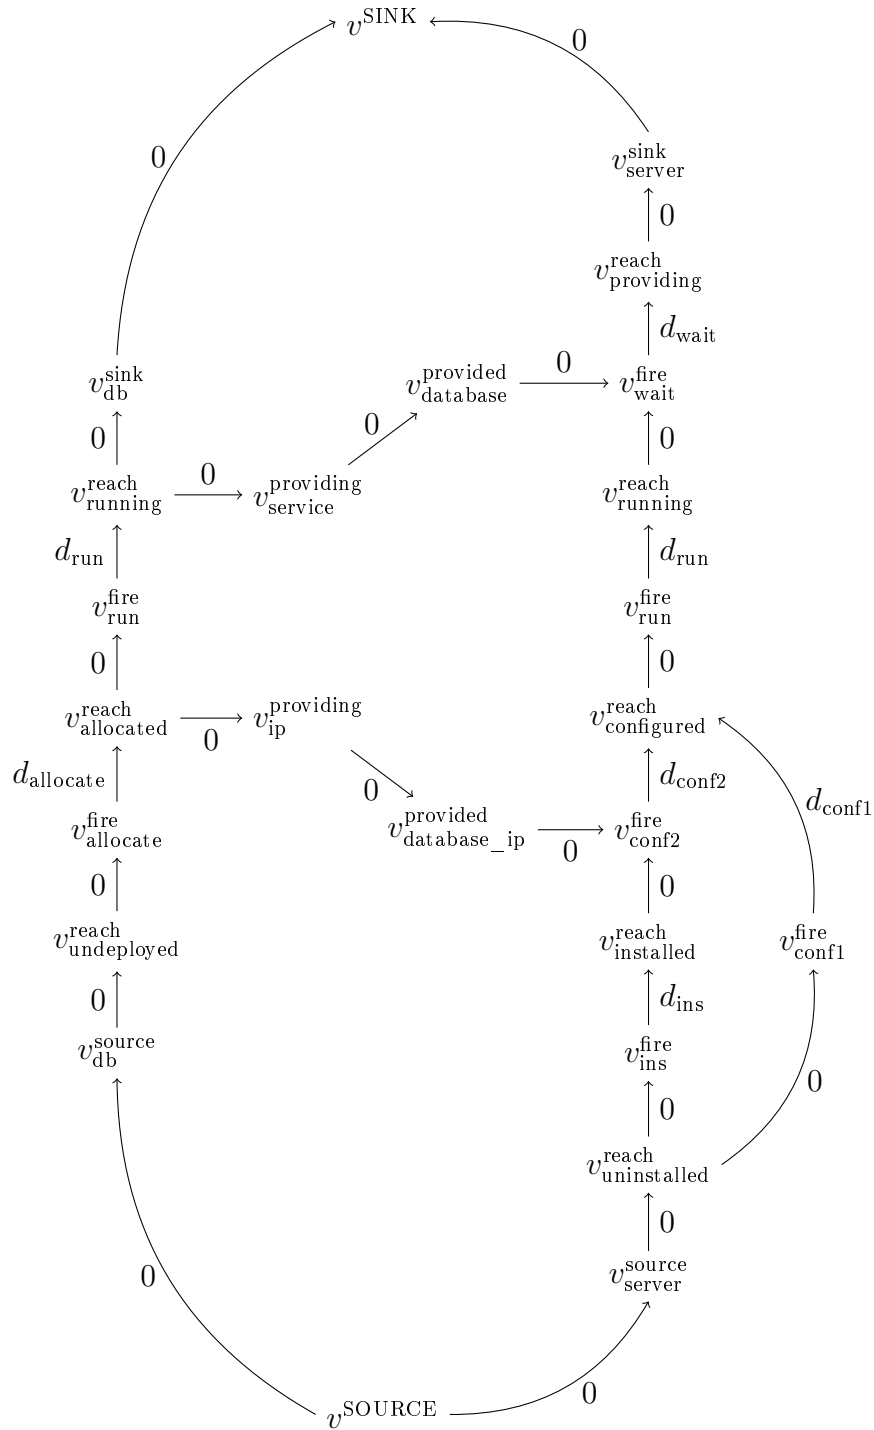 v^SINK
0
0
v^sink_server
0
v^reach_providing
d_wait
v^sink_db
v^provided_database
0
v^fire_wait
0
0
0
v^reach_running
0
v^providing_service
v^reach_running
d_run
d_run
v^fire_run
v^fire_run
0
0
v^reach_allocated
0
v^providing_ip
v^reach_configured
d_allocate
0
d_conf2
d_conf1
v^fire_allocate
v^provided_database_ip
0
v^fire_conf2
0
0
v^reach_undeployed
v^reach_installed
v^fire_conf1
0
d_ins
v^source_db
v^fire_ins
0
0
v^reach_uninstalled
0
v^source_server
0
0
v^SOURCE